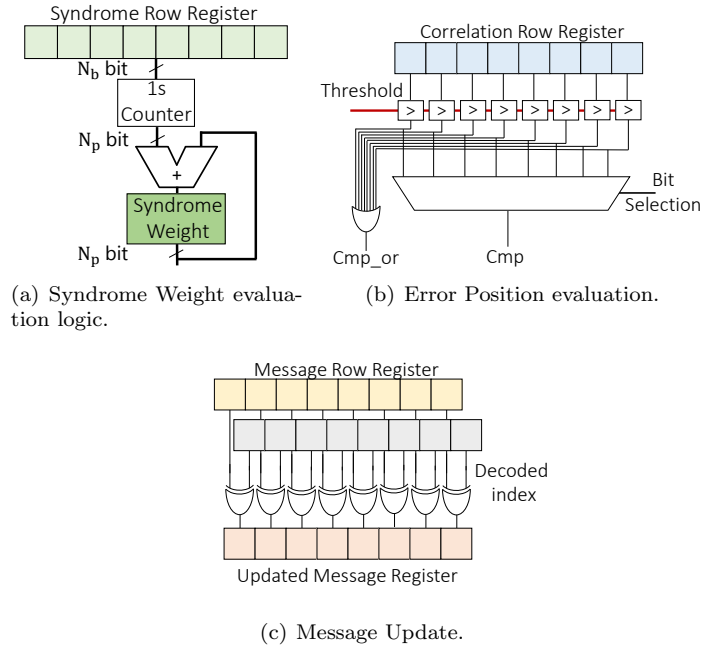 Syndrome Row Register
N_b bit
1s
Counter
N_p bit
+
Syndrome
Weight
N_p bit
(a) Syndrome Weight evalua-
tion logic.
Correlation Row Register
Threshold
> > > > > > > >
Bit
Selection
Cmp_or
Cmp
(b) Error Position evaluation.
Message Row Register
Decoded
index
Updated Message Register
(c) Message Update.